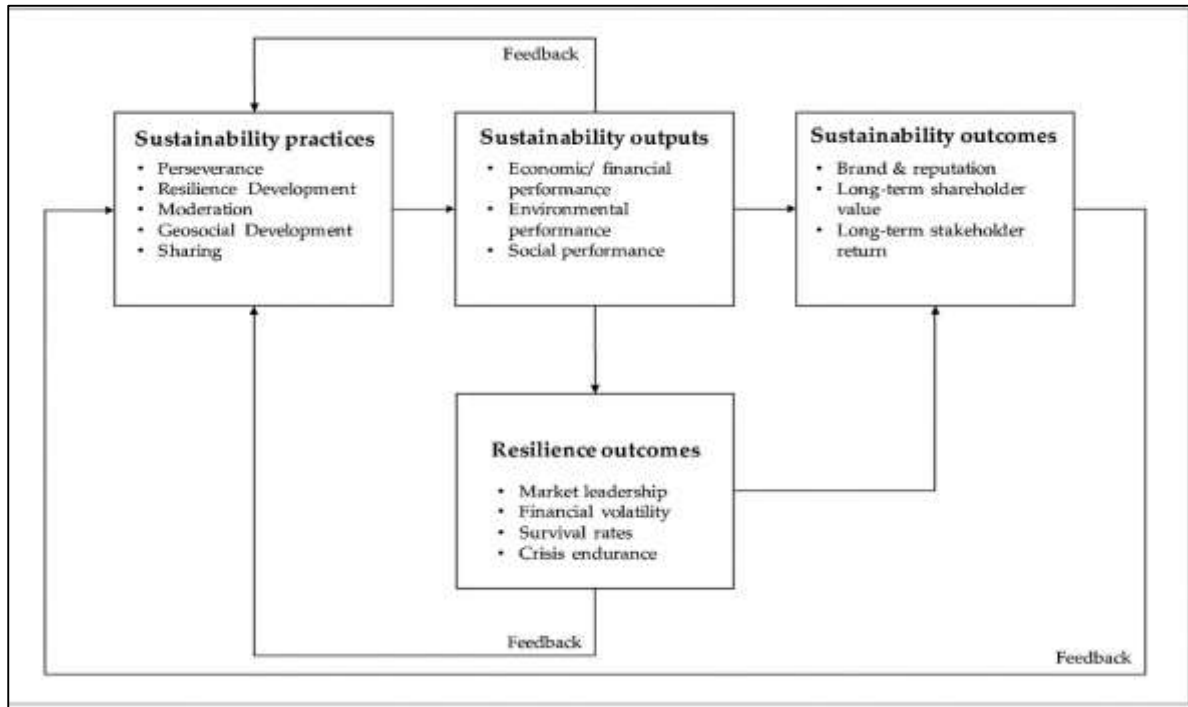 Feedback
Sustainability practices
• Perseverance
• Resilience Development
• Moderation
• Geosocial Development
• Sharing
Sustainability outputs
• Economic/ financial
performance
• Environmental
performance
• Social performance
Sustainability outcomes
• Brand & reputation
• Long-term shareholder
value
• Long-term stakeholder
return
Resilience outcomes
• Market leadership
• Financial volatility
• Survival rates
• Crisis endurance
Feedback
Feedback